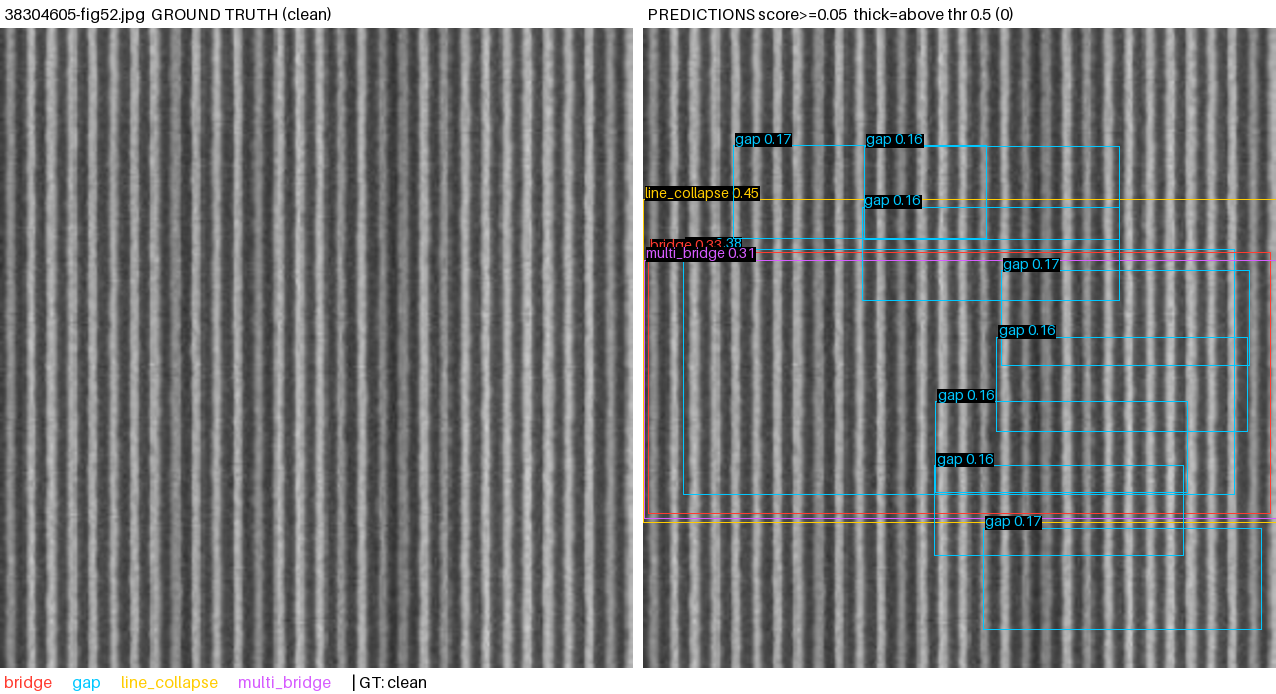 38304605-fig52.jpg  GROUND TRUTH (clean)
PREDICTIONS score>=0.05  thick=above thr 0.5 (0)
gap 0.17
gap 0.16
line_collapse 0.45
gap 0.16
bridge 0.33
38
multi_bridge 0.31
gap 0.17
gap 0.16
gap 0.16
gap 0.16
gap 0.17
bridge gap line_collapse multi_bridge | GT: clean